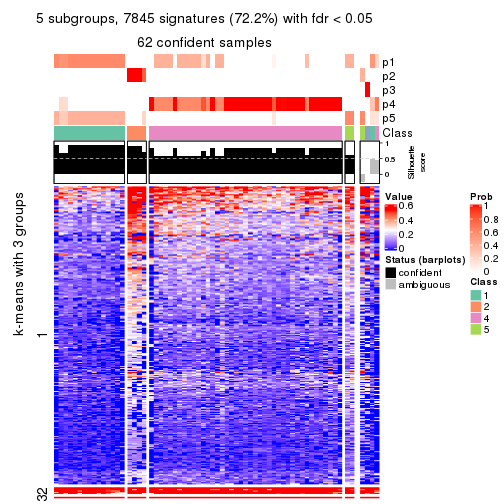 5 subgroups, 7845 signatures (72.2%) with fdr < 0.05
62 confident samples
p1
p2
p3
p4
p5
Class
1
0.5
0
Silhouette
score
k-means with 3 groups
1
32
Value
0.6
0.4
0.2
0
Status (barplots)
confident
ambiguous
Prob
1
0.8
0.6
0.4
0.2
0
Class
1
2
4
5